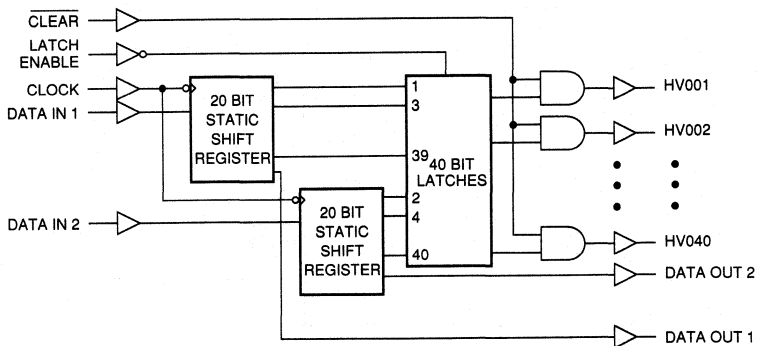 CLEAR
LATCH
ENABLE
CLOCK
DATA IN 1
DATA IN 2
20 BIT
STATIC
SHIFT
REGISTER
20 BIT
STATIC
SHIFT
REGISTER
1
3
39
40 BIT
LATCHES
2
4
40
HV001
HV002
HV040
DATA OUT 2
DATA OUT 1